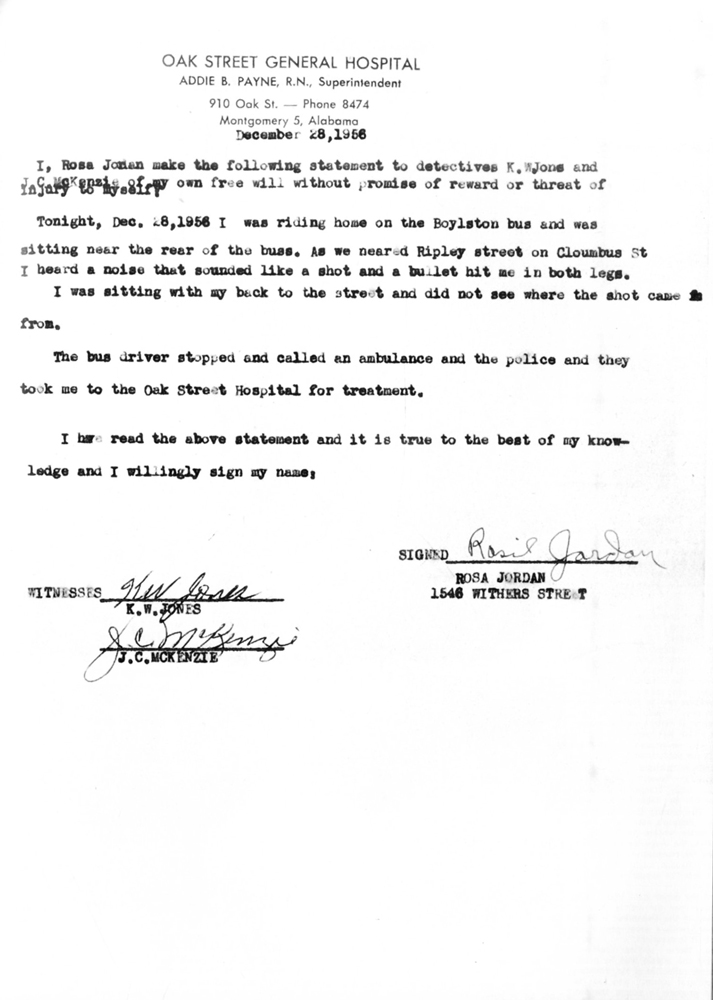 OAK STREET GENERAL HOSPITAL
ADDIE B. PAYNE, R.N., Superintendent
910 Oak St. — Phone 8474
Montgomery 5, Alabama
December 28,1956
I, Rosa Jordan make the following statement to detectives K.WJons and
J.C.McKenzie of my own free will without promise of reward or threat of
injury to myself
Tonight, Dec. 28,1956 I was riding home on the Boylston bus and was
sitting near the rear of the buss. As we neared Ripley street on Cloumbus St
I heard a noise that sounded like a shot and a bullet hit me in both legs.
I was sitting with my back to the street and did not see where the shot came
from.
The bus driver stopped and called an ambulance and the police and they
took me to the Oak Street Hospital for treatment.
I have read the above statement and it is true to the best of my know-
ledge and I willingly sign my name;
SIGNED Rosie Jordan
ROSA JORDAN
1546 WITHERS STREET
WITNESSES KW Jones
K.W.JONES
J.C. McKenzie
J.C.MCKENZIE